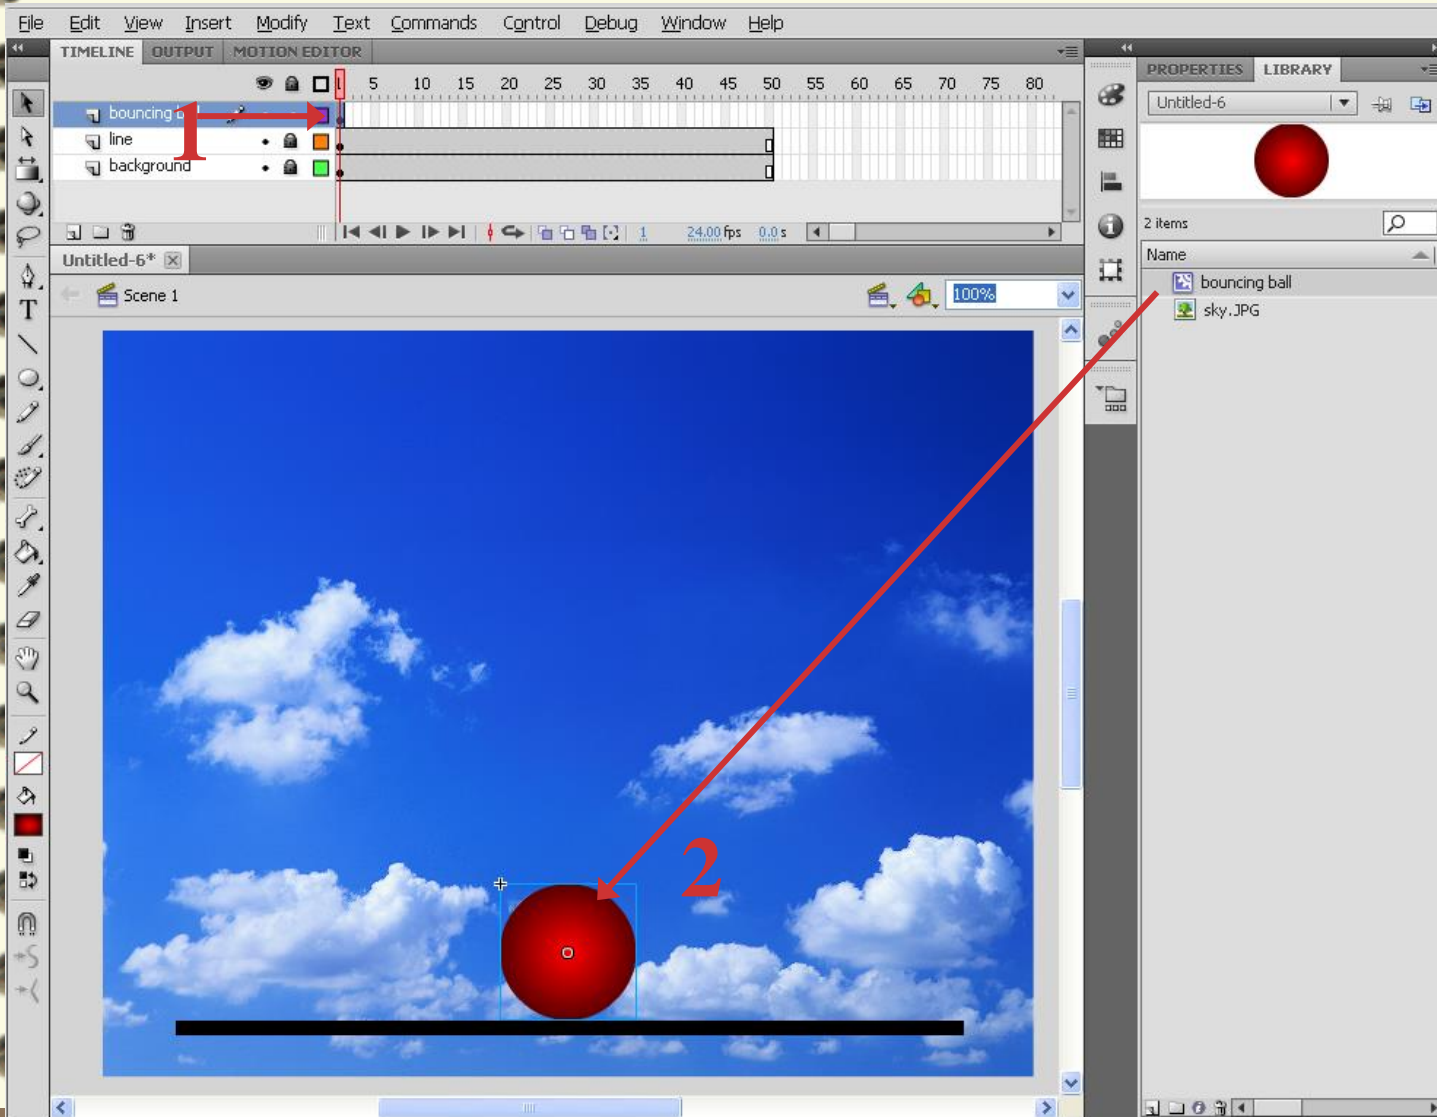 File Edit View Insert Modify Text Commands Control Debug Window Help
TIMELINE OUTPUT MOTION EDITOR
PROPERTIES LIBRARY
5 10 15 20 25 30 35 40 45 50 55 60 65 70 75 80
Untitled-6
bouncing
1
line
background
2 items
1 24.00 fps 0.0 s
Name
Untitled-6*
bouncing ball
Scene 1
100%
sky.JPG
T
2